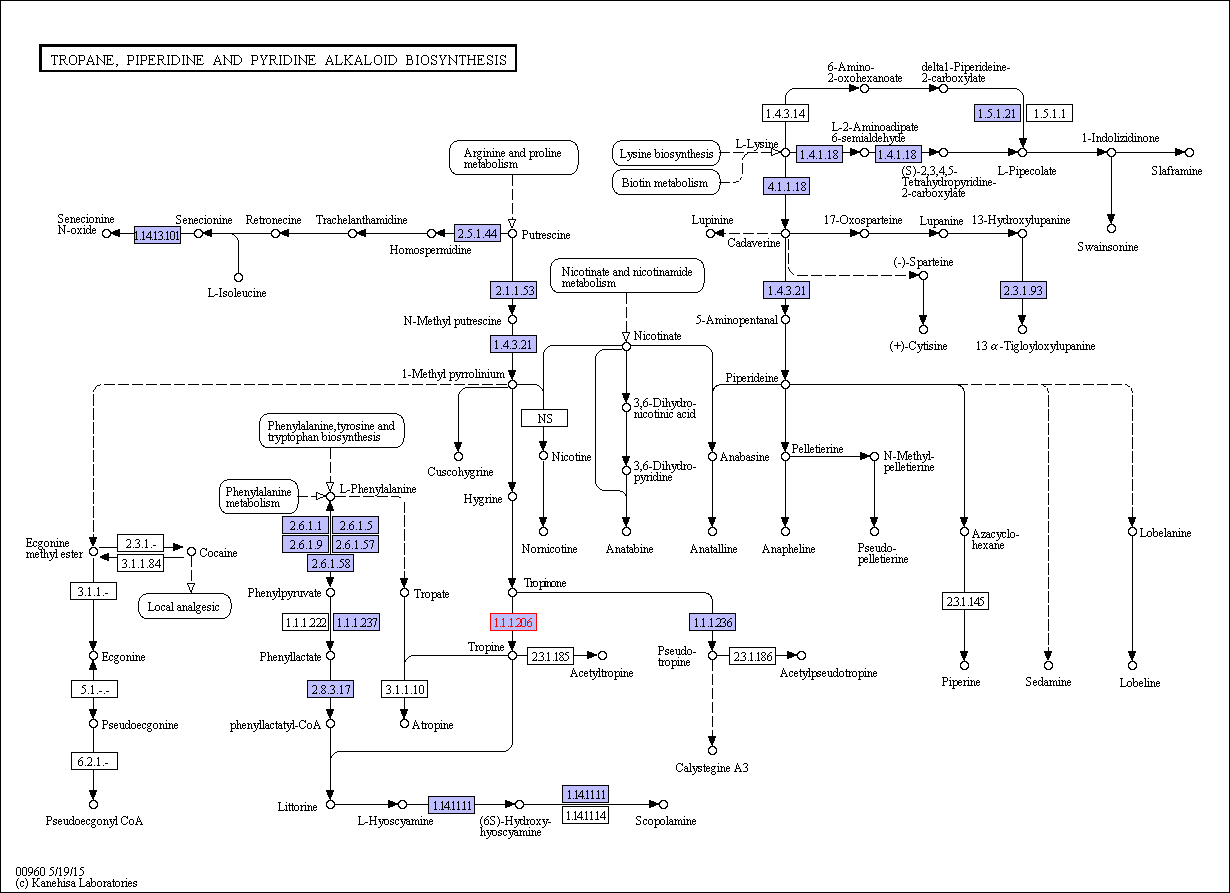 TROPANE, PIPERIDINE AND PYRIDINE ALKALOID BIOSYNTHESIS
6-Amino-
2-oxohexanoate
delta1-Piperideine-
2-carboxylate
1.4.3.14
1.5.1.21
1.5.1.1
L-2-Aminoadipate
6-semialdehyde
1-Indolizidinone
Arginine and proline
metabolism
Lysine biosynthesis
L-Lysine
1.4.1.18
1.4.1.18
(S)-2,3,4,5-
Tetrahydropyridine-
2-carboxylate
L-Pipecolate
Slaframine
Biotin metabolism
4.1.1.18
Senecionine
N-oxide
1.14.13.101
Senecionine
Retronecine
Trachelanthamidine
Homospermidine
2.5.1.44
Putrescine
Lupinine
Cadaverine
17-Oxosparteine
Lupanine
13-Hydroxylupanine
Swainsonine
L-Isoleucine
Nicotinate and nicotinamide
metabolism
(-)-Sparteine
2.1.1.53
1.4.3.21
2.3.1.93
N-Methyl putrescine
5-Aminopentanal
1.4.3.21
Nicotinate
(+)-Cytisine
13 α-Tigloyloxylupanine
1-Methyl pyrrolinium
Piperideine
NS
3,6-Dihydro-
nicotinic acid
Phenylalanine,tyrosine and
tryptophan biosynthesis
Cuscohygrine
Nicotine
3,6-Dihydro-
pyridine
Anabasine
Pelletierine
N-Methyl-
pelletierine
Phenylalanine
metabolism
L-Phenylalanine
Hygrine
2.6.1.1
2.6.1.5
2.6.1.9
2.6.1.57
2.6.1.58
Nornicotine
Anatabine
Anatalline
Anapheline
Pseudo-
pelletierine
Azacyclo-
hexane
Lobelanine
Ecgonine
methyl ester
2.3.1.-
3.1.1.84
Cocaine
3.1.1.-
Local analgesic
Phenylpyruvate
Tropate
Tropinone
2.3.1.145
1.1.1.222
1.1.1.237
1.1.1.206
1.1.1.236
Ecgonine
Phenyllactate
Tropine
2.3.1.185
Acetyltropine
Pseudo-
tropine
2.3.1.186
Acetylpseudotropine
Piperine
Sedamine
Lobeline
5.1.-.-
2.8.3.17
3.1.1.10
Pseudoecgonine
phenyllactatyl-CoA
Atropine
6.2.1.-
Calystegine A3
Pseudoecgonyl CoA
Littorine
L-Hyoscyamine
1.14.11.11
(6S)-Hydroxy-
hyoscyamine
1.14.11.11
1.14.11.14
Scopolamine
00960 5/19/15
(c) Kanehisa Laboratories